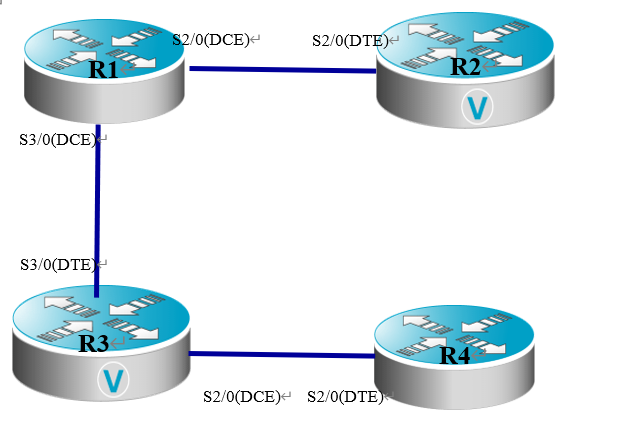 S2/0(DCE)
S2/0(DTE)
R1
R2
V
S3/0(DCE)
S3/0(DTE)
R3
R4
V
S2/0(DCE)
S2/0(DTE)